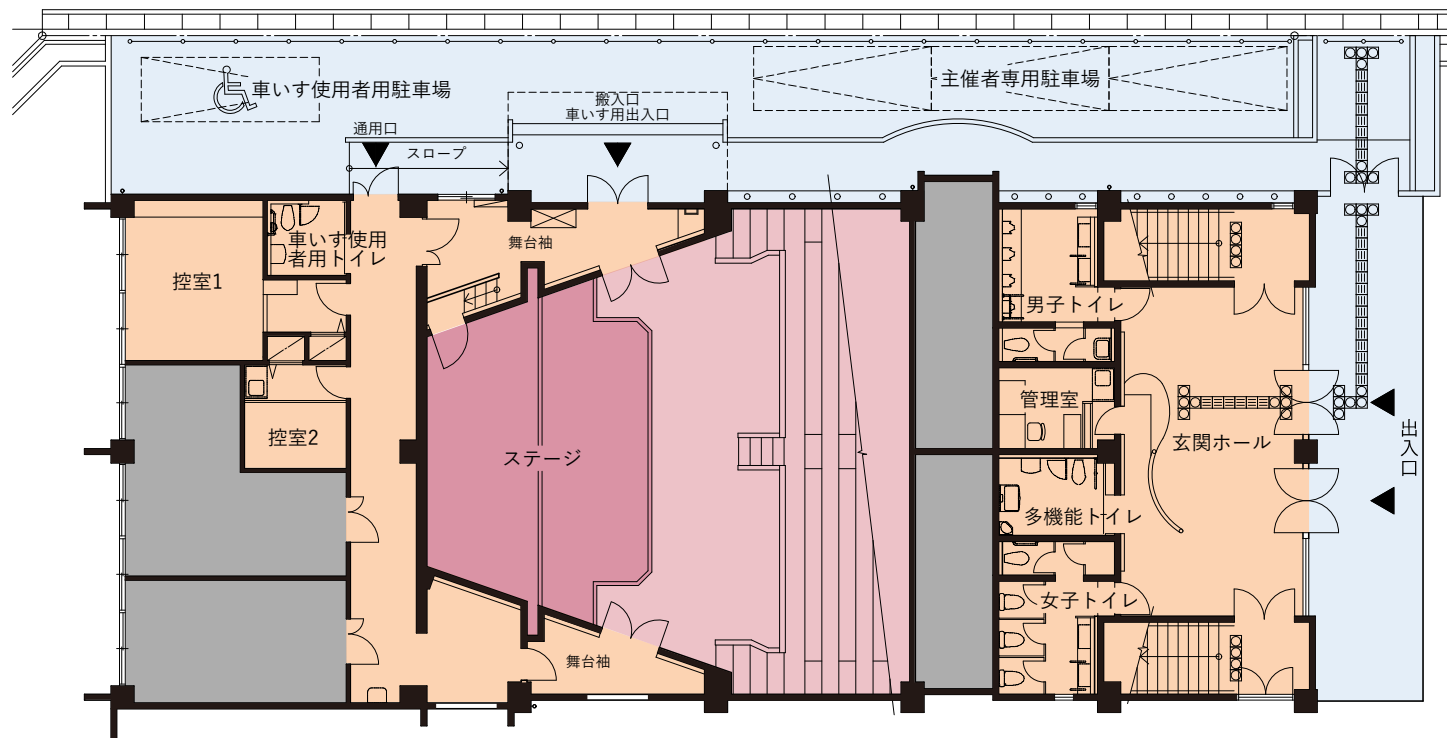 車いす使用者用駐車場
主催者専用駐車場
搬入口
車いす用出入口
通用口
スロープ
舞台袖
車いす使用
者用トイレ
控室1
男子トイレ
管理室
控室2
ステージ
玄関ホール
出入口
多機能トイレ
女子トイレ
舞台袖